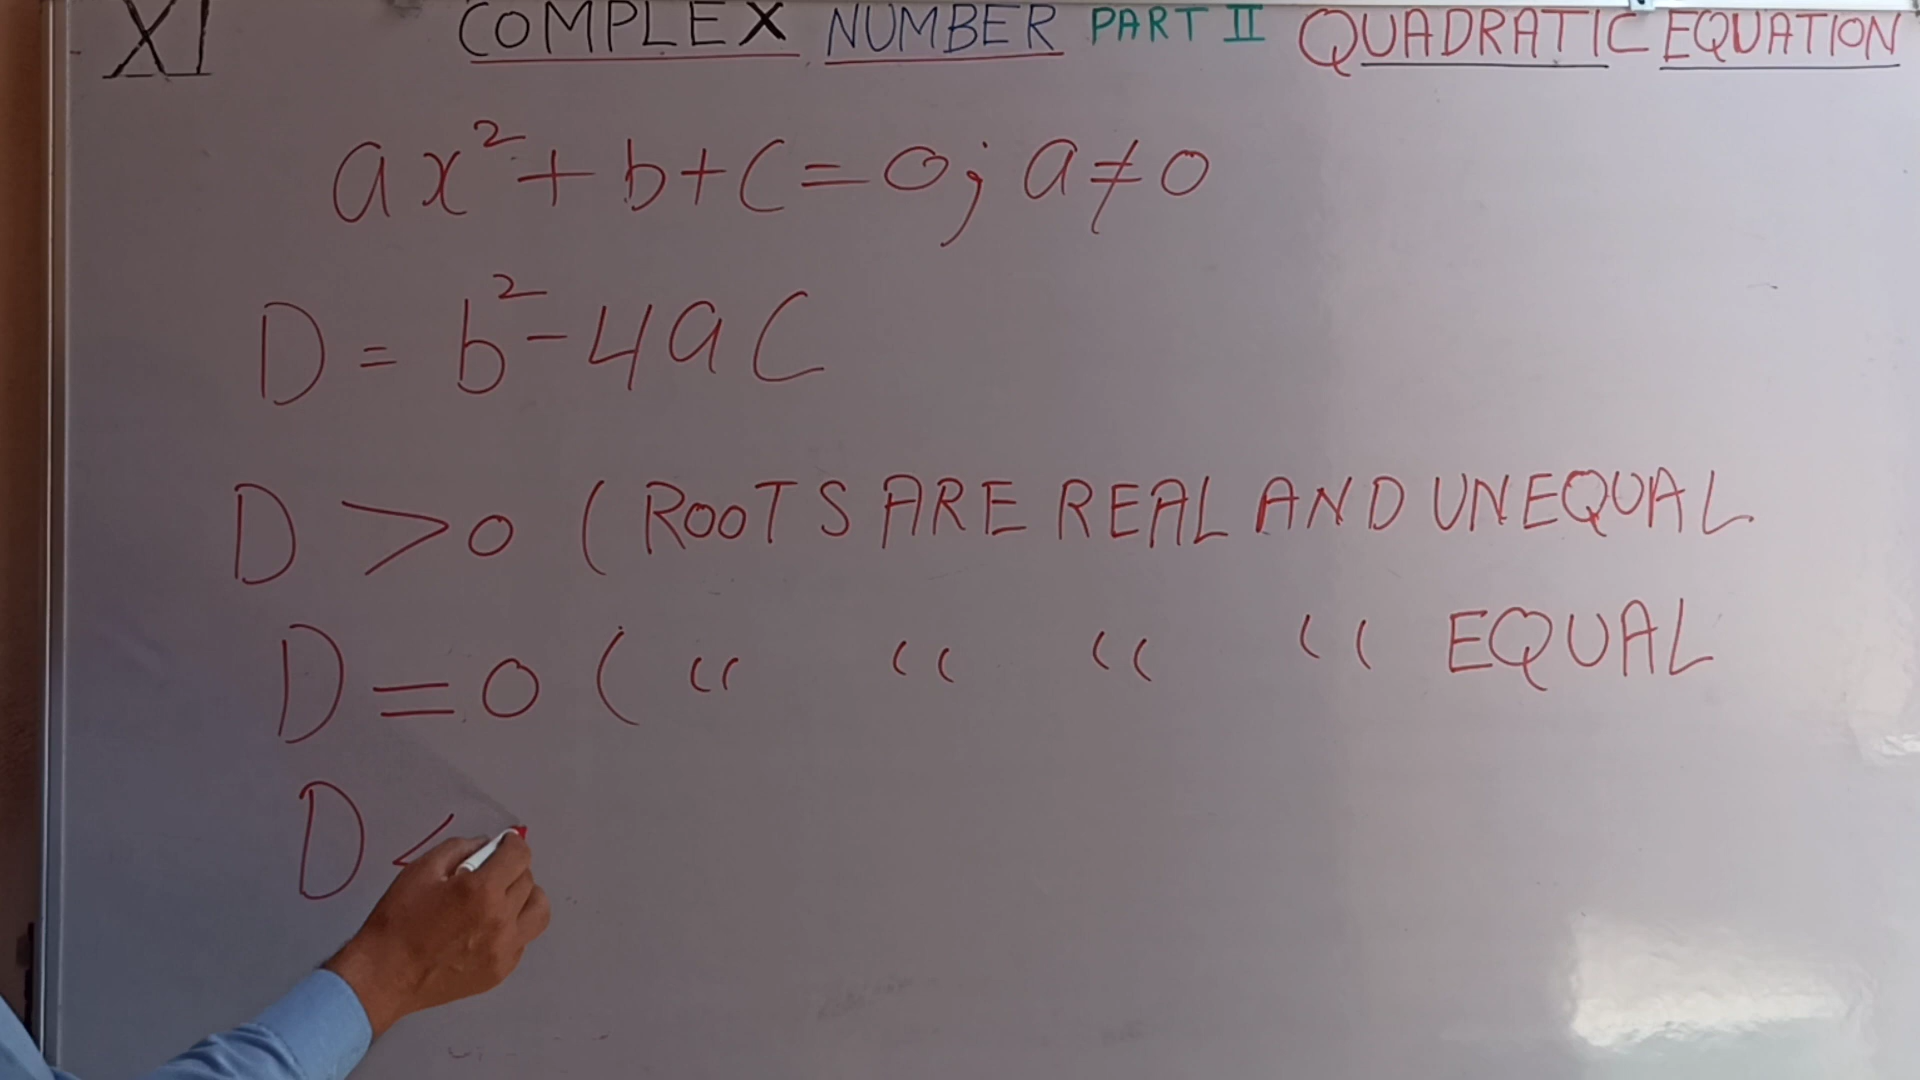 XI COMPLEX NUMBER PART II QUADRATIC EQUATION
ax²+b+c=0; a≠0
D = b²-4ac
D >0 (ROOTS ARE REAL AND UNEQUAL
D=0 ( “ “ “ “ EQUAL
D <